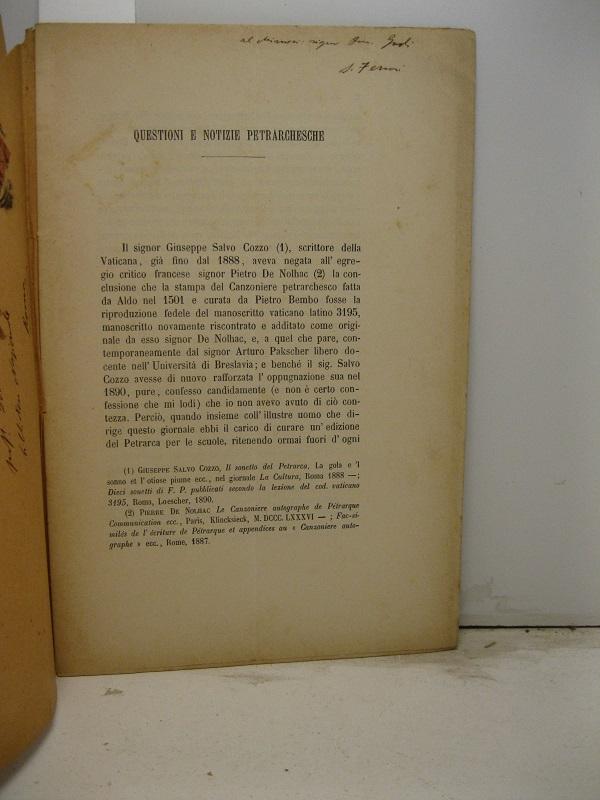 al signor
S. Ferrari
QUESTIONI E NOTIZIE PETRARCHESCHE
Il signor Giuseppe Salvo Cozzo (1), scrittore della
Vaticana, già fino dal 1888, aveva negata all' egre-
gio critico francese signor Pietro De Nolhac (2) la con-
clusione che la stampa del Canzoniere petrarchesco fatta
da Aldo nel 1501 e curata da Pietro Bembo fosse la
riproduzione fedele del manoscritto vaticano latino 3195,
manoscritto novamente riscontrato e additato come origi-
nale da esso signor De Nolhac, e, a quel che pare, con-
temporaneamente dal signor Arturo Pakscher libero do-
cente nell' Università di Breslavia; e benché il sig. Salvo
Cozzo avesse di nuovo rafforzata l' oppugnazione sua nel
1890, pure, confesso candidamente (e non è certo con-
fessione che mi lodi) che io non avevo avuto di ciò con-
tezza. Perciò, quando insieme coll' illustre uomo che di-
rige questo giornale ebbi il carico di curare un' edizione
del Petrarca per le scuole, ritenendo ormai fuori d' ogni
(1) GIUSEPPE SALVO COZZO, Il sonetto del Petrarca, La gola e 'l
sonno et l' otiose piume ecc., nel giornale La Cultura, Roma 1888 —;
Dieci sonetti di F. P. pubblicati secondo la lezione del cod. vaticano
3195, Roma, Loescher, 1890.
(2) PIERRE DE NOLHAC Le Canzoniere autographe de Pétrarque
Communication ecc., Paris, Klincksieck, M. DCCC. LXXXVI — ; Fac-si-
milés de l' écriture de Pétrarque et appendices au « Canzoniere auto-
graphe » ecc., Rome, 1887.